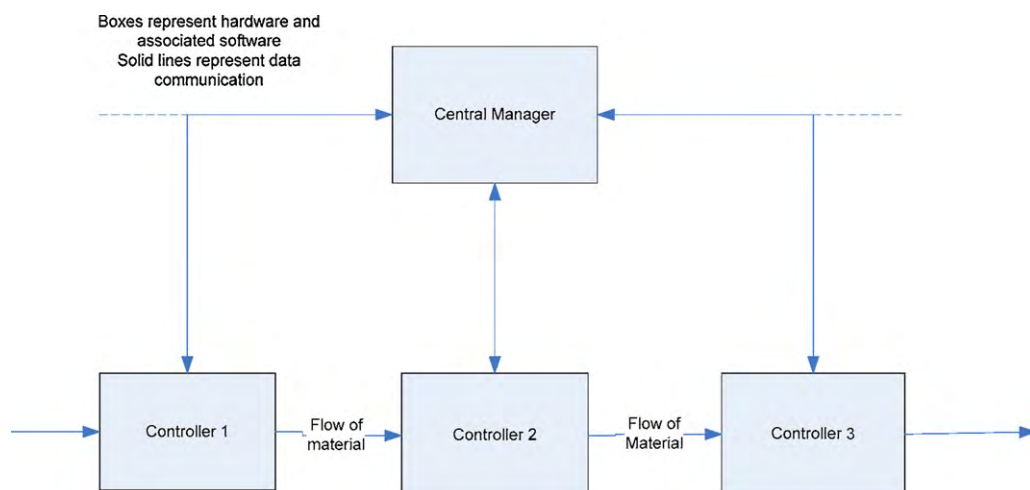 Boxes represent hardware and
associated software
Solid lines represent data
communication
Central Manager
Controller 1
Flow of
material
Controller 2
Flow of
Material
Controller 3